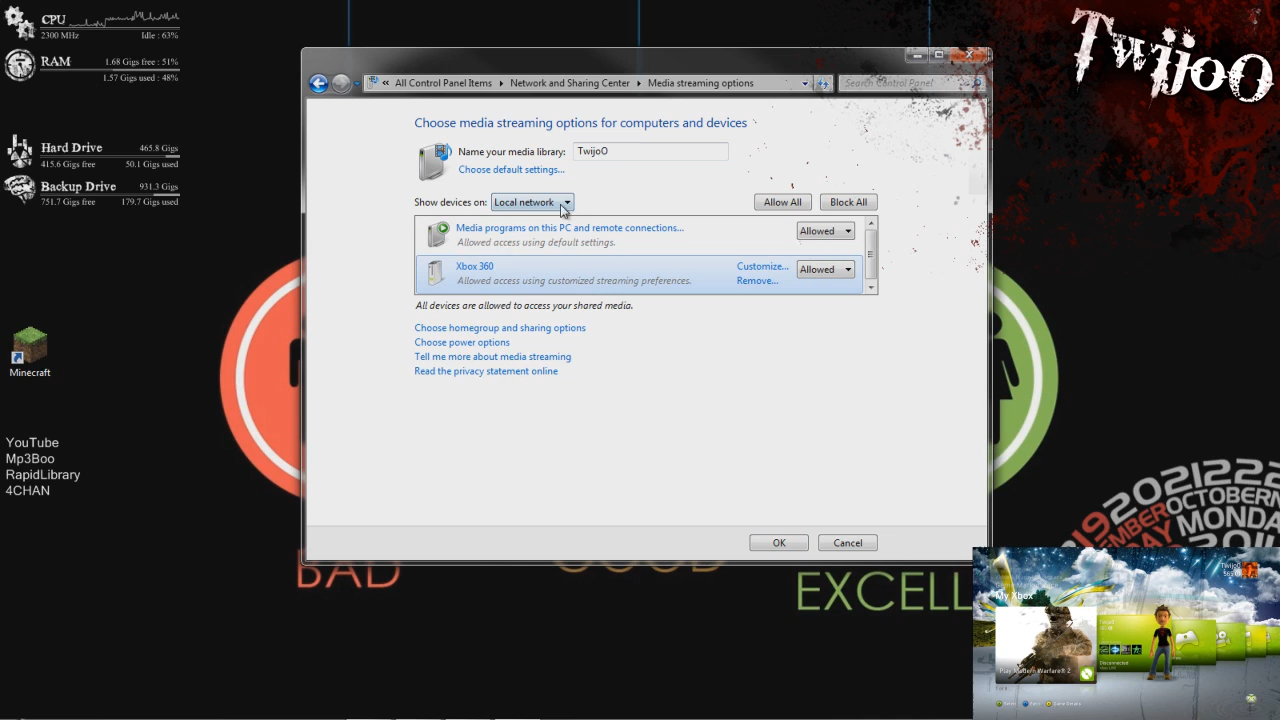 CPU
2300 MHz Idle : 63%
RAM 1.68 Gigs free : 51%
1.57 Gigs used : 48%
Hard Drive 465.8 Gigs
415.6 Gigs free 50.1 Gigs used
Backup Drive 931.3 Gigs
751.7 Gigs free 179.7 Gigs used
Minecraft
YouTube
Mp3Boo
RapidLibrary
4CHAN
TwijoO
« All Control Panel Items ▸ Network and Sharing Center ▸ Media streaming options
Search Control Panel
Choose media streaming options for computers and devices
Name your media library: TwijoO
Choose default settings...
Show devices on: Local network Allow All Block All
Media programs on this PC and remote connections... Allowed
Allowed access using default settings.
Xbox 360 Customize... Allowed
Allowed access using customized streaming preferences. Remove...
All devices are allowed to access your shared media.
Choose homegroup and sharing options
Choose power options
Tell me more about media streaming
Read the privacy statement online
OK Cancel
BAD
GOOD
EXCELL
2021222
OCTOBER
MONDA
TwijoO
My Xbox
Play Modern Warfare® 2
Disconnected